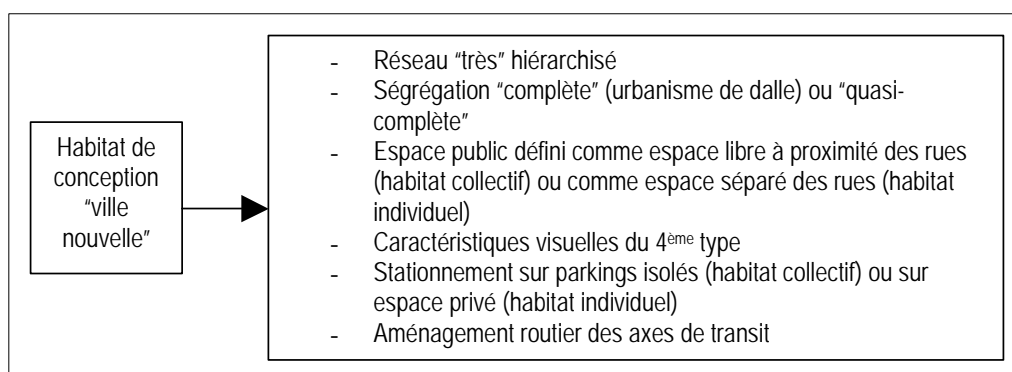 Habitat de
conception
“ville
nouvelle”
- Réseau “très” hiérarchisé
- Ségrégation “complète” (urbanisme de dalle) ou “quasi-
complète”
- Espace public défini comme espace libre à proximité des rues
(habitat collectif) ou comme espace séparé des rues (habitat
individuel)
- Caractéristiques visuelles du 4ème type
- Stationnement sur parkings isolés (habitat collectif) ou sur
espace privé (habitat individuel)
- Aménagement routier des axes de transit